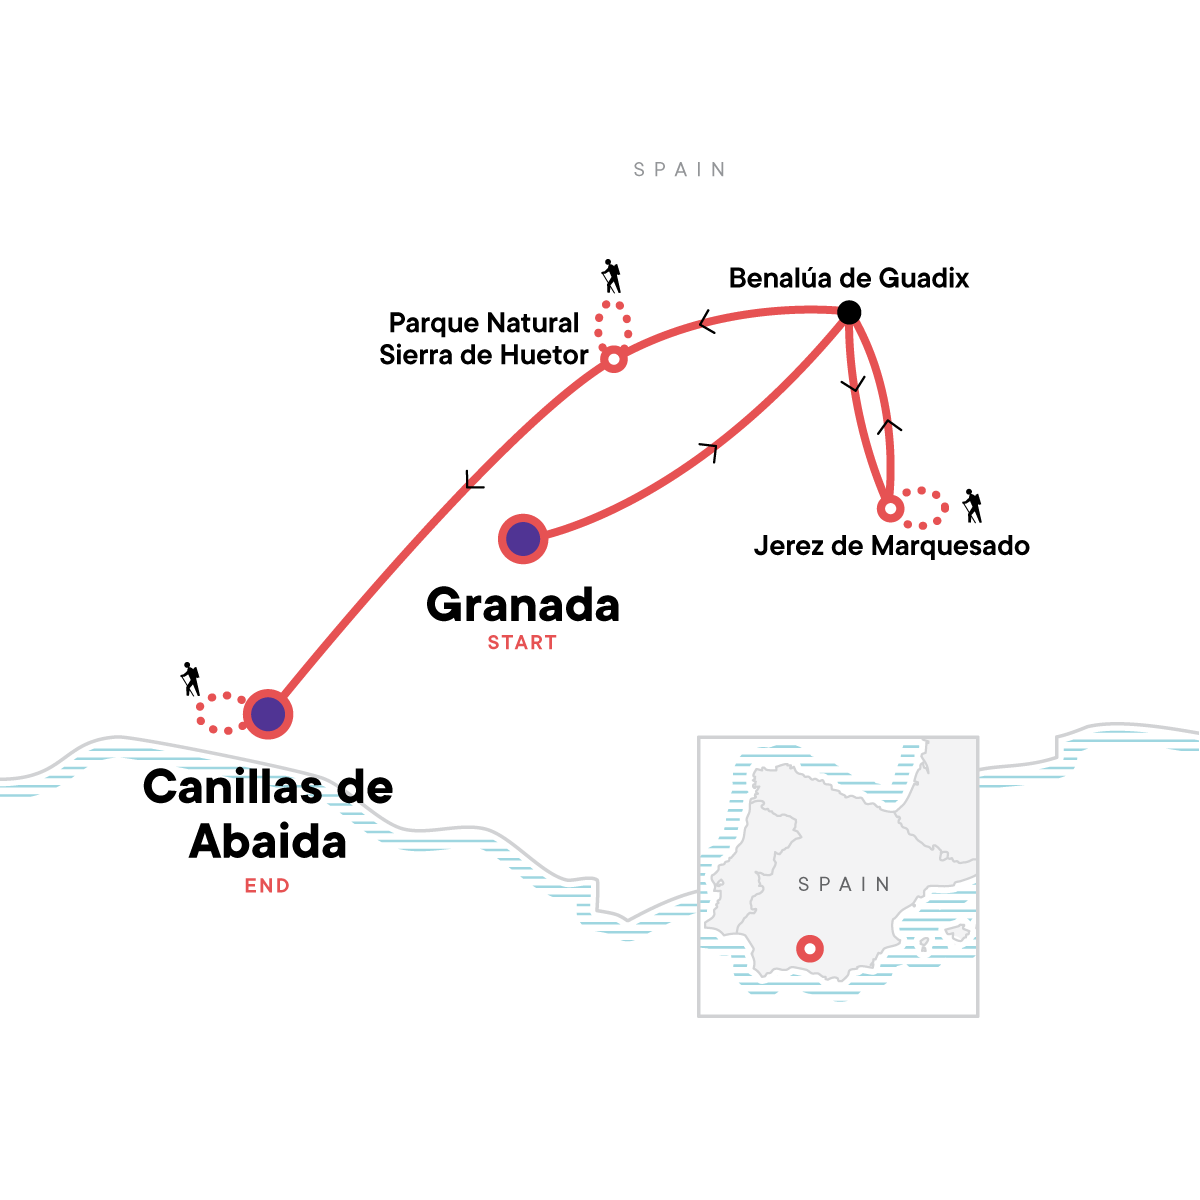 SPAIN
Benalúa de Guadix
Parque Natural
Sierra de Huetor
Jerez de Marquesado
Granada
START
Canillas de
Abaida
END
SPAIN